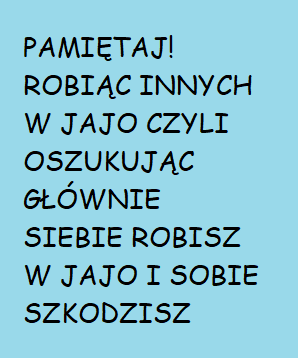 PAMIĘTAJ!
ROBIĄC INNYCH
W JAJO CZYLI
OSZUKUJĄC
GŁÓWNIE
SIEBIE ROBISZ
W JAJO I SOBIE
SZKODZISZ